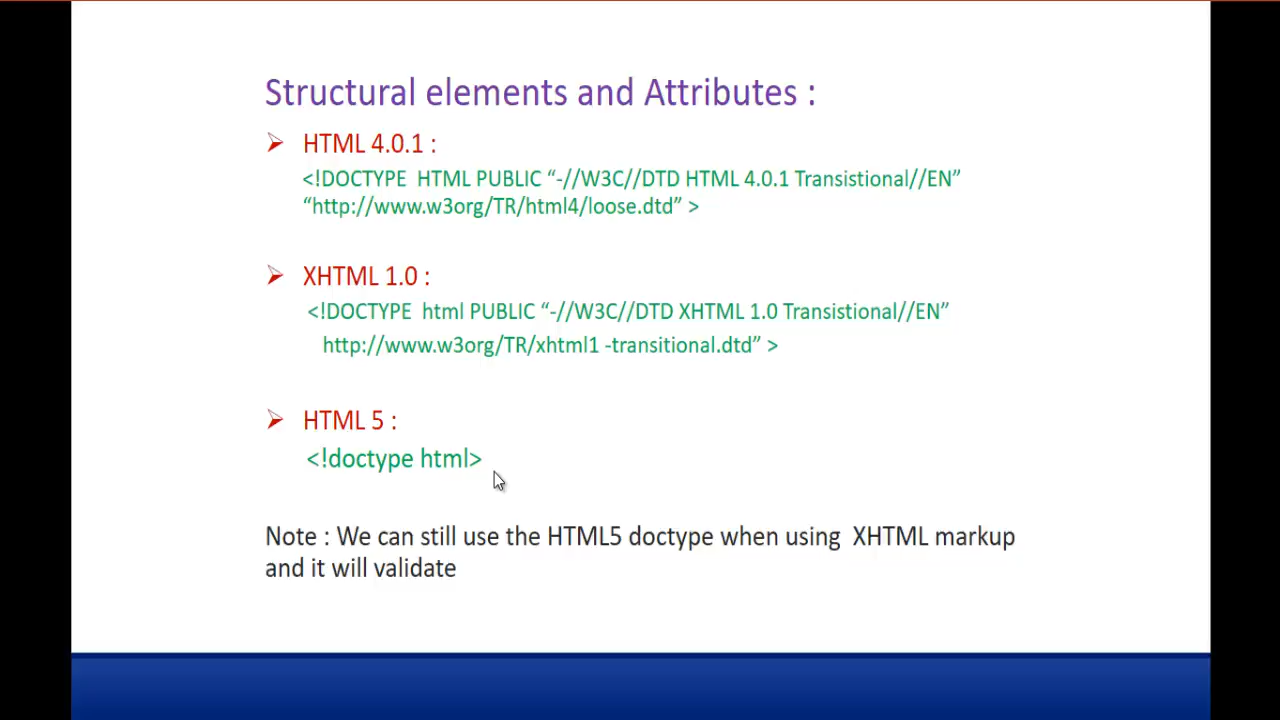 Structural elements and Attributes :
HTML 4.0.1 :
<!DOCTYPE HTML PUBLIC “-//W3C//DTD HTML 4.0.1 Transistional//EN”
“http://www.w3org/TR/html4/loose.dtd” >
XHTML 1.0 :
<!DOCTYPE html PUBLIC “-//W3C//DTD XHTML 1.0 Transistional//EN”
http://www.w3org/TR/xhtml1 -transitional.dtd” >
HTML 5 :
<!doctype html>
Note : We can still use the HTML5 doctype when using XHTML markup
and it will validate